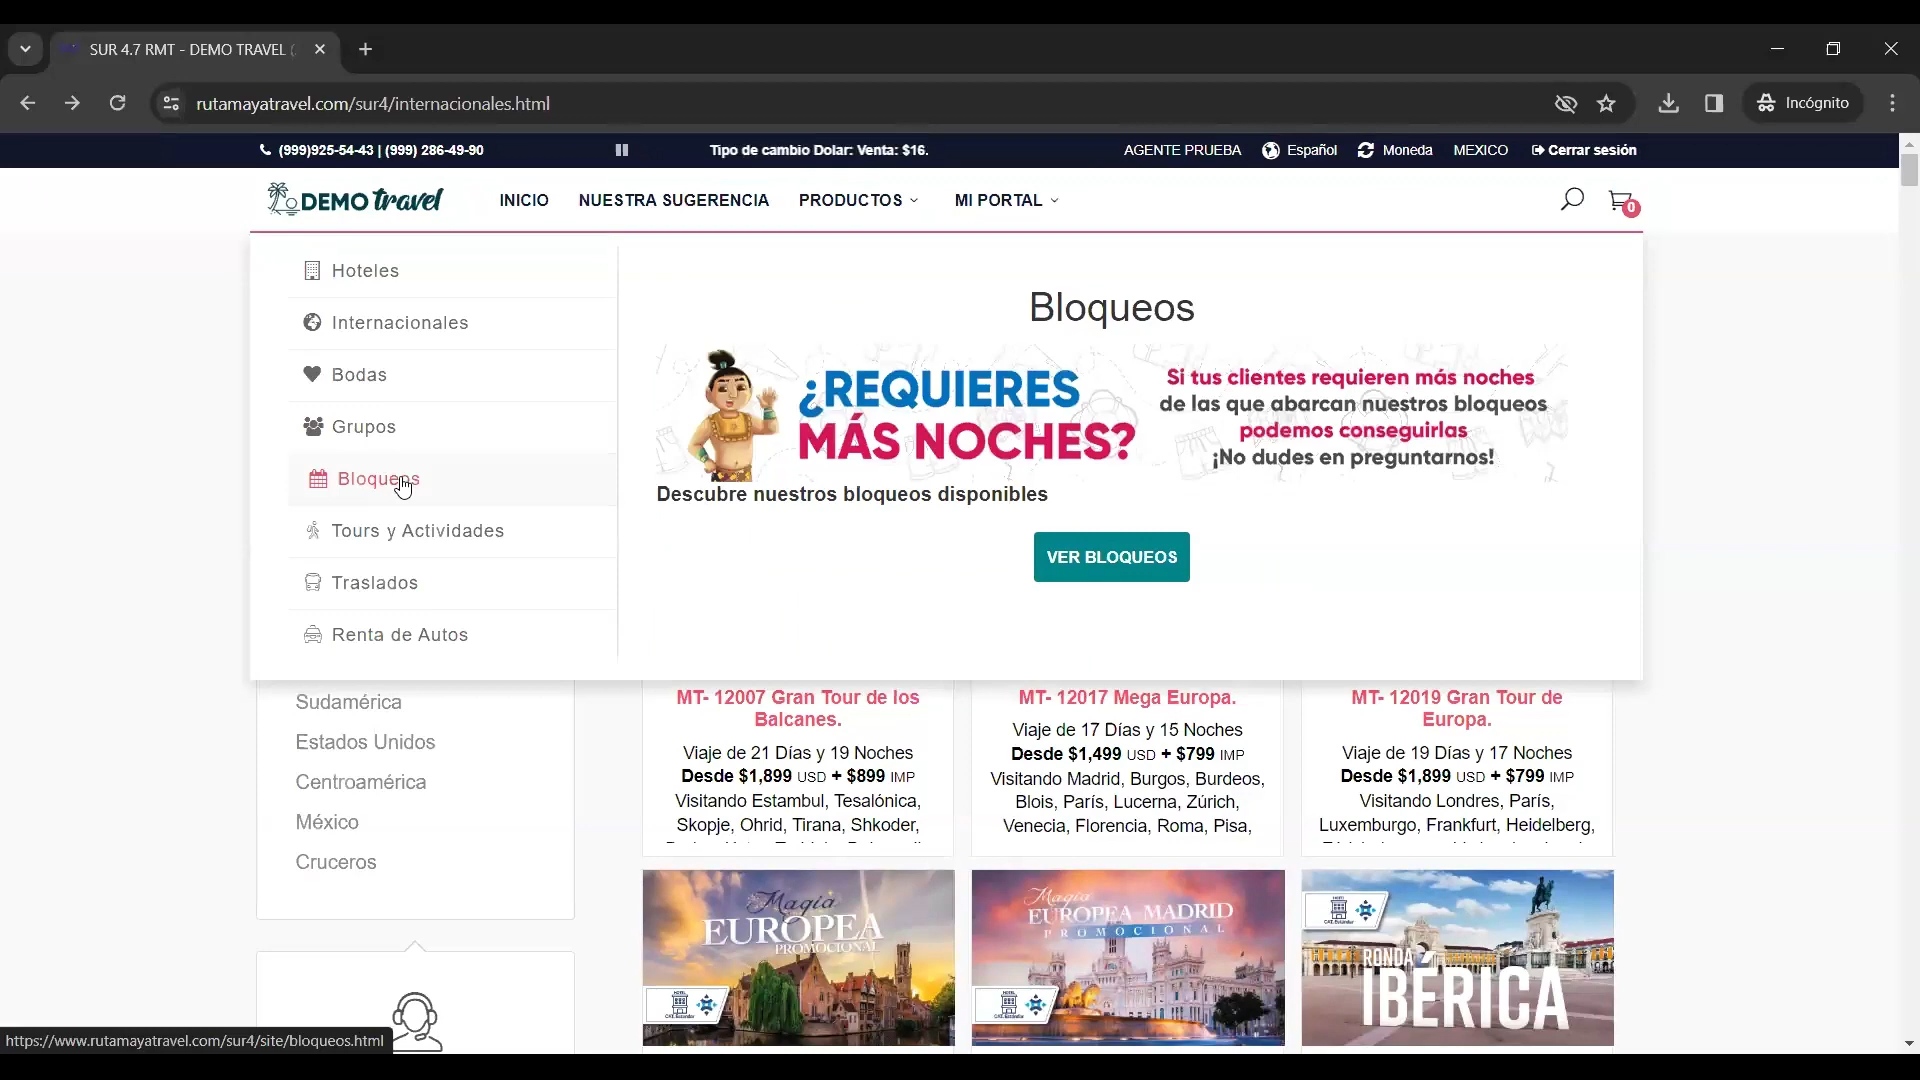 SUR 4.7 RMT - DEMO TRAVEL (
rutamayatravel.com/sur4/internacionales.html
Incógnito
(999)925-54-43 | (999) 286-49-90
Tipo de cambio Dolar: Venta: $16.
AGENTE PRUEBA
Español
Moneda
MEXICO
Cerrar sesión
DEMO travel
INICIO
NUESTRA SUGERENCIA
PRODUCTOS
MI PORTAL
0
Hoteles
Internacionales
Bodas
Grupos
Bloqueos
Tours y Actividades
Traslados
Renta de Autos
Bloqueos
¿REQUIERES
MÁS NOCHES?
Si tus clientes requieren más noches
de las que abarcan nuestros bloqueos
podemos conseguirlas
¡No dudes en preguntarnos!
Descubre nuestros bloqueos disponibles
VER BLOQUEOS
Sudamérica
Estados Unidos
Centroamérica
México
Cruceros
MT- 12007 Gran Tour de los
Balcanes.
Viaje de 21 Días y 19 Noches
Desde $1,899 USD + $899 IMP
Visitando Estambul, Tesalónica,
Skopje, Ohrid, Tirana, Shkoder,
MT- 12017 Mega Europa.
Viaje de 17 Días y 15 Noches
Desde $1,499 USD + $799 IMP
Visitando Madrid, Burgos, Burdeos,
Blois, París, Lucerna, Zúrich,
Venecia, Florencia, Roma, Pisa,
MT- 12019 Gran Tour de
Europa.
Viaje de 19 Días y 17 Noches
Desde $1,899 USD + $799 IMP
Visitando Londres, París,
Luxemburgo, Frankfurt, Heidelberg,
Magia
EUROPEA
PROMOCIONAL
Magia
EUROPEA MADRID
PROMOCIONAL
RONDA
IBÉRICA
https://www.rutamayatravel.com/sur4/site/bloqueos.html